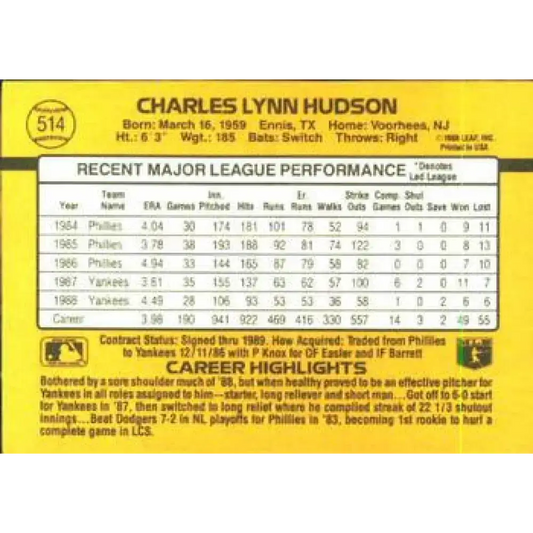 514
CHARLES LYNN HUDSON
Born: March 16, 1959 Ennis, TX Home: Voorhees, NJ
Ht.: 6'3" Wgt.: 185 Bats: Switch Throws: Right
LEAF, INC.
Printed in USA
RECENT MAJOR LEAGUE PERFORMANCE *Denotes Led League
Year Team Name ERA Games Inn. Pitched Hits Runs Er. Runs Walks Strike Outs Comp. Games Shut Outs Save Won Lost
1984 Phillies 4.04 30 174 181 101 78 52 94 1 1 0 9 11
1985 Phillies 3.78 38 193 188 92 81 74 122 3 0 0 8 13
1986 Phillies 4.94 33 144 165 87 79 58 82 0 0 0 7 10
1987 Yankees 3.61 35 155 137 63 62 57 100 6 2 0 11 7
1988 Yankees 4.49 28 106 93 53 53 36 58 1 0 2 6 6
Career 3.98 190 941 922 469 416 330 557 14 3 2 49 55
Contract Status: Signed thru 1989. How Acquired: Traded from Phillies
to Yankees 12/11/86 with P Knox for OF Easler and IF Barrett
CAREER HIGHLIGHTS
Bothered by a sore shoulder much of '88, but when healthy proved to be an effective pitcher for
Yankees in all roles assigned to him—starter, long reliever and short man...Got off to 6-0 start
for Yankees in '87, then switched to long relief where he compiled streak of 22 1/3 shutout
innings...Beat Dodgers 7-2 in NL playoffs for Phillies in '83, becoming 1st rookie to hurl a
complete game in LCS.